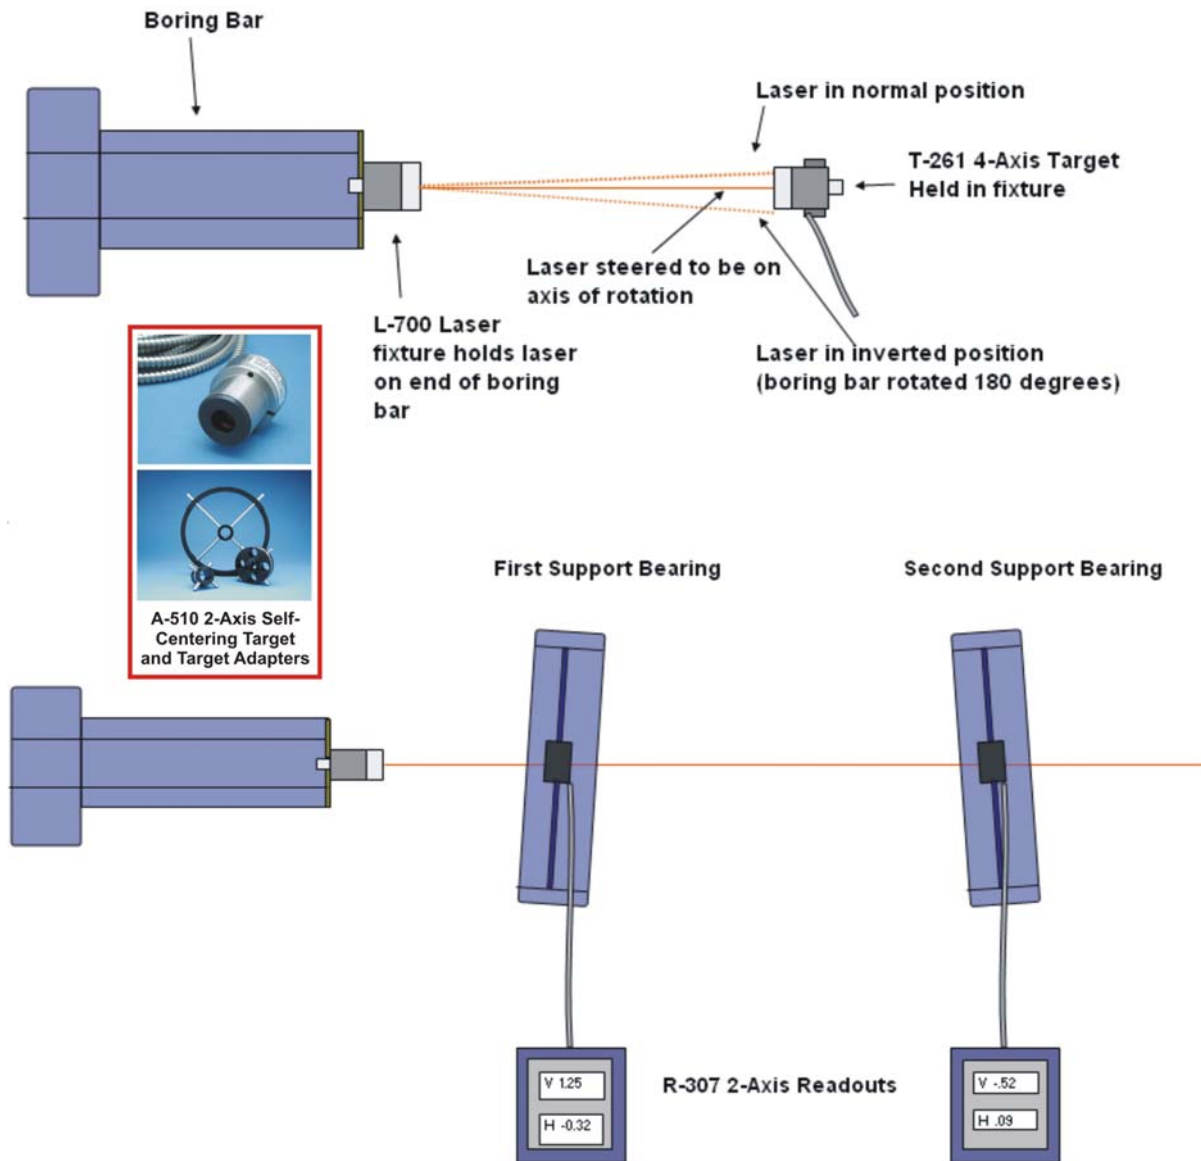 Boring Bar
Laser in normal position
T-261 4-Axis Target
Held in fixture
Laser steered to be on
axis of rotation
L-700 Laser
fixture holds laser
on end of boring
bar
Laser in inverted position
(boring bar rotated 180 degrees)
A-510 2-Axis Self-
Centering Target
and Target Adapters
First Support Bearing
Second Support Bearing
R-307 2-Axis Readouts
V 1.25
H -0.32
V -.52
H .09